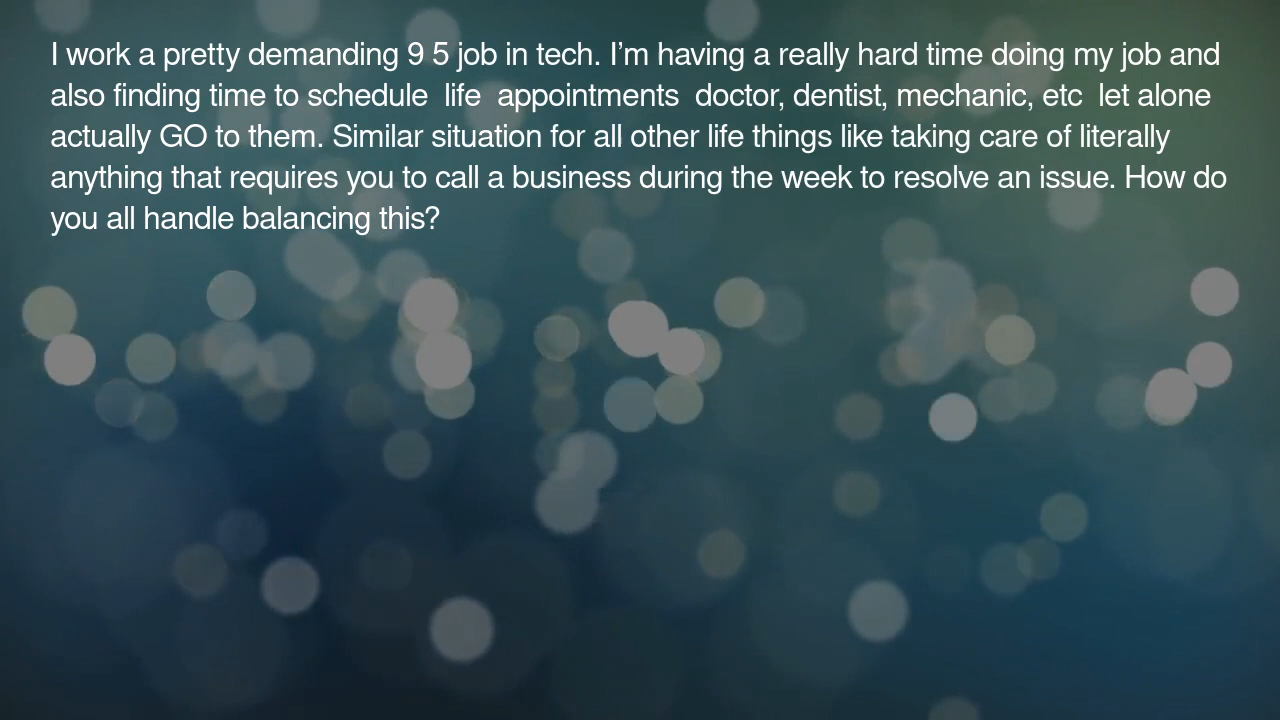 I work a pretty demanding 9 5 job in tech. I’m having a really hard time doing my job and
also finding time to schedule  life  appointments  doctor, dentist, mechanic, etc  let alone
actually GO to them. Similar situation for all other life things like taking care of literally
anything that requires you to call a business during the week to resolve an issue. How do
you all handle balancing this?